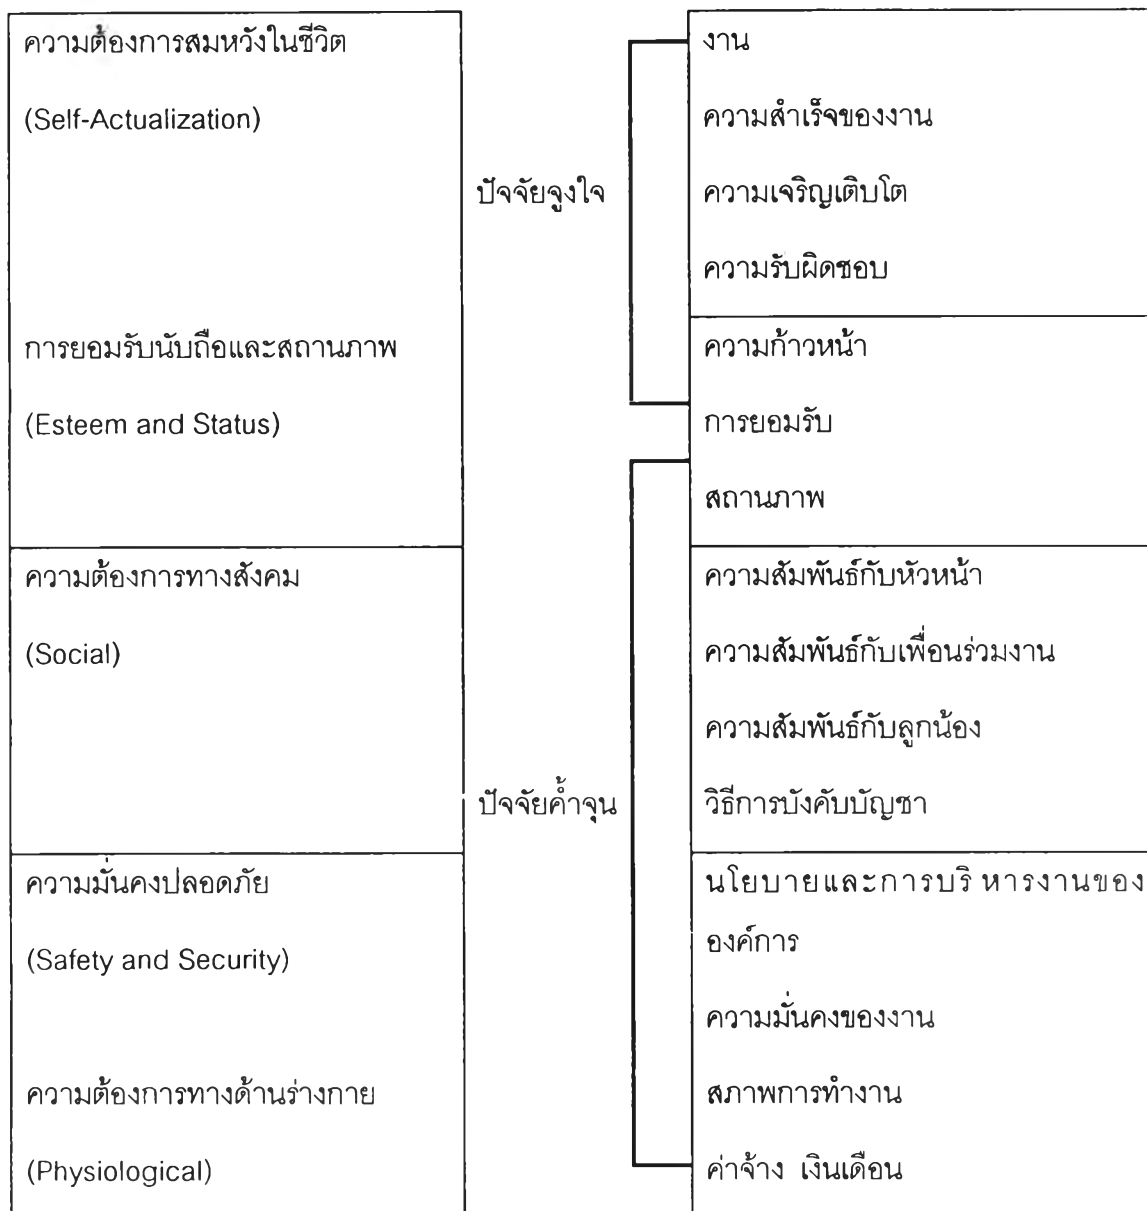 ความต้องการสมหวังในชีวิต
(Self-Actualization)
การยอมรับนับถือและสถานภาพ
(Esteem and Status)
ความต้องการทางสังคม
(Social)
ความมั่นคงปลอดภัย
(Safety and Security)
ความต้องการทางด้านร่างกาย
(Physiological)
ปัจจัยจูงใจ
ปัจจัยค้ำจุน
งาน
ความสำเร็จของงาน
ความเจริญเติบโต
ความรับผิดชอบ
ความก้าวหน้า
การยอมรับ
สถานภาพ
ความสัมพันธ์กับหัวหน้า
ความสัมพันธ์กับเพื่อนร่วมงาน
ความสัมพันธ์กับลูกน้อง
วิธีการบังคับบัญชา
นโยบายและการบริหารงานของ
องค์การ
ความมั่นคงของงาน
สภาพการทำงาน
ค่าจ้าง เงินเดือน